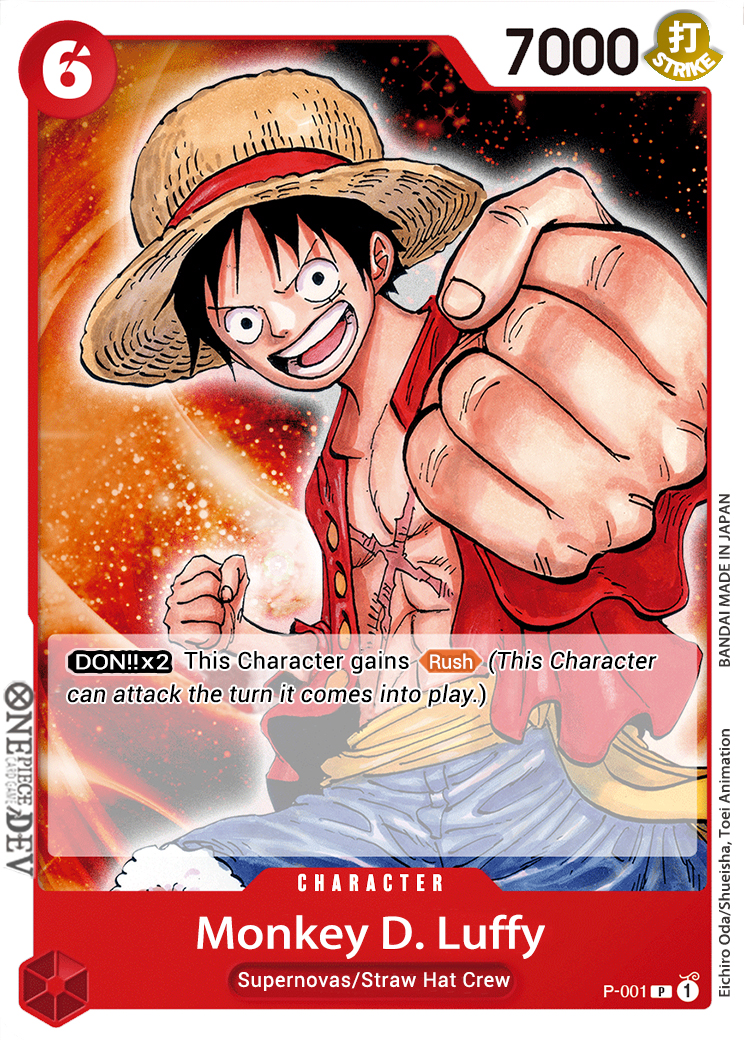 6
7000
打
STRIKE
DON!!×2 This Character gains Rush (This Character
can attack the turn it comes into play.)
BANDAI MADE IN JAPAN
Eichiro Oda/Shueisha, Toei Animation
ONE PIECE
CARD GAME
.DEV
CHARACTER
Monkey D. Luffy
Supernovas/Straw Hat Crew
P-001 P 1